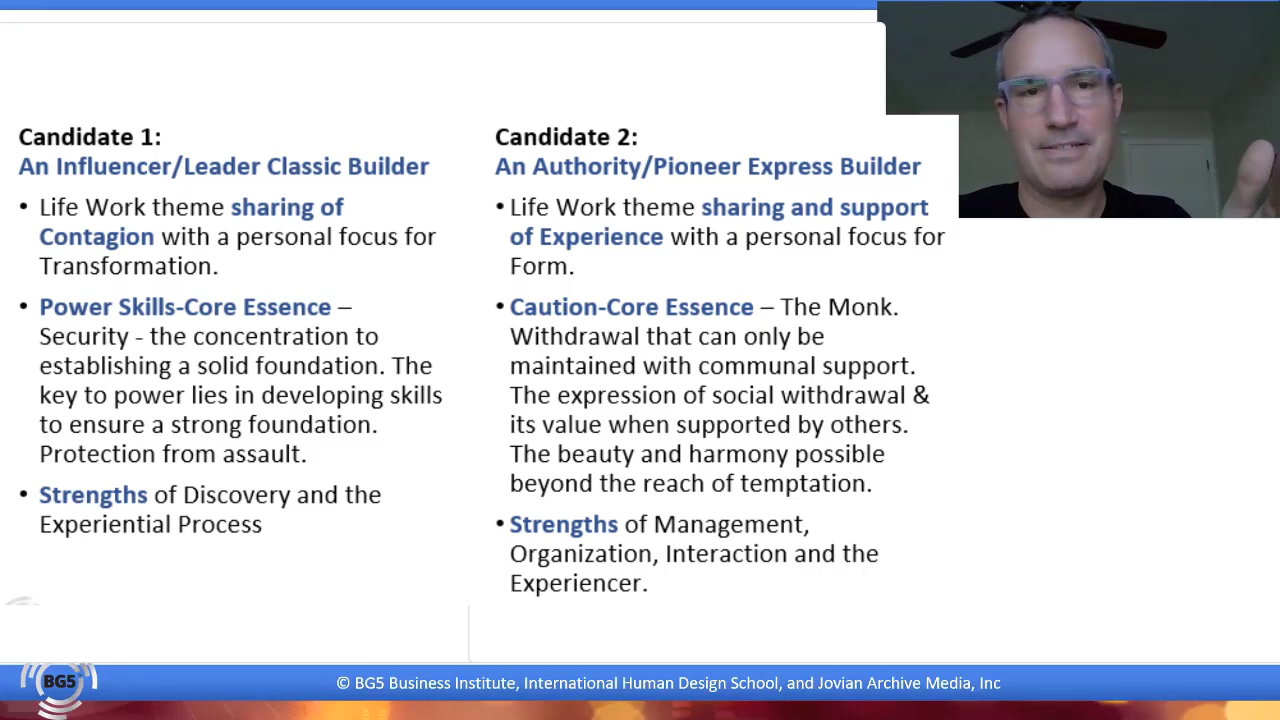 Candidate 1:
An Influencer/Leader Classic Builder
• Life Work theme sharing of
Contagion with a personal focus for
Transformation.
• Power Skills-Core Essence –
Security - the concentration to
establishing a solid foundation. The
key to power lies in developing skills
to ensure a strong foundation.
Protection from assault.
• Strengths of Discovery and the
Experiential Process
Candidate 2:
An Authority/Pioneer Express Builder
• Life Work theme sharing and support
of Experience with a personal focus for
Form.
• Caution-Core Essence – The Monk.
Withdrawal that can only be
maintained with communal support.
The expression of social withdrawal &
its value when supported by others.
The beauty and harmony possible
beyond the reach of temptation.
• Strengths of Management,
Organization, Interaction and the
Experiencer.
BG5
© BG5 Business Institute, International Human Design School, and Jovian Archive Media, Inc